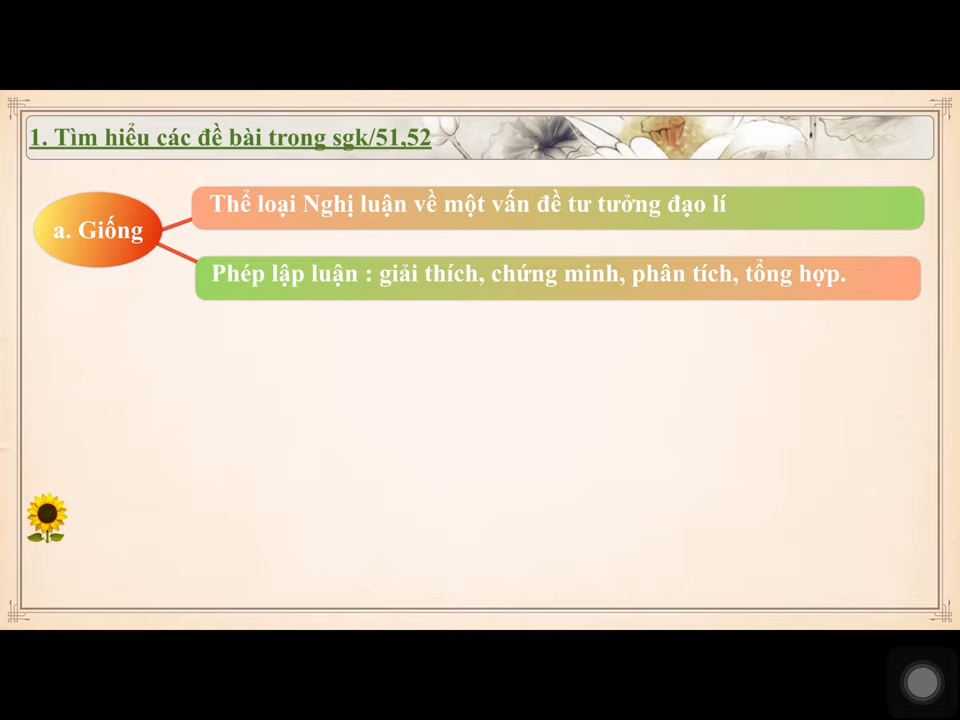 1. Tìm hiểu các đề bài trong sgk/51,52
Thể loại Nghị luận về một vấn đề tư tưởng đạo lí
a. Giống
Phép lập luận : giải thích, chứng minh, phân tích, tổng hợp.